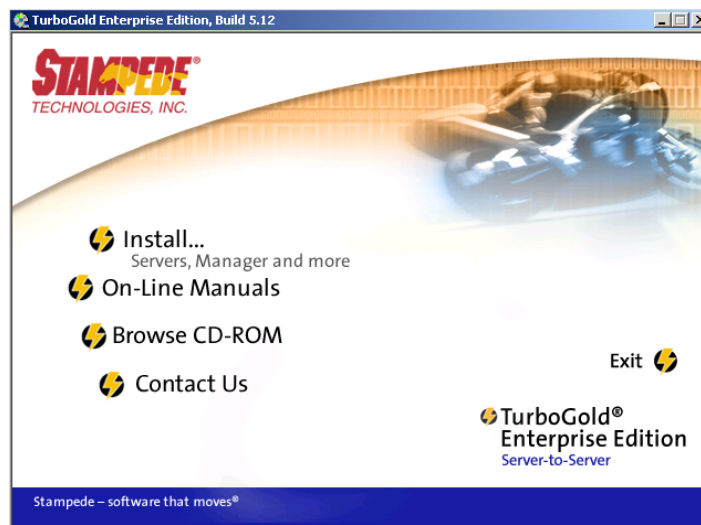 TurboGold Enterprise Edition, Build 5.12
STAMPEDE®
TECHNOLOGIES, INC.
Install...
Servers, Manager and more
On-Line Manuals
Browse CD-ROM
Contact Us
Exit
TurboGold®
Enterprise Edition
Server-to-Server
Stampede – software that moves®